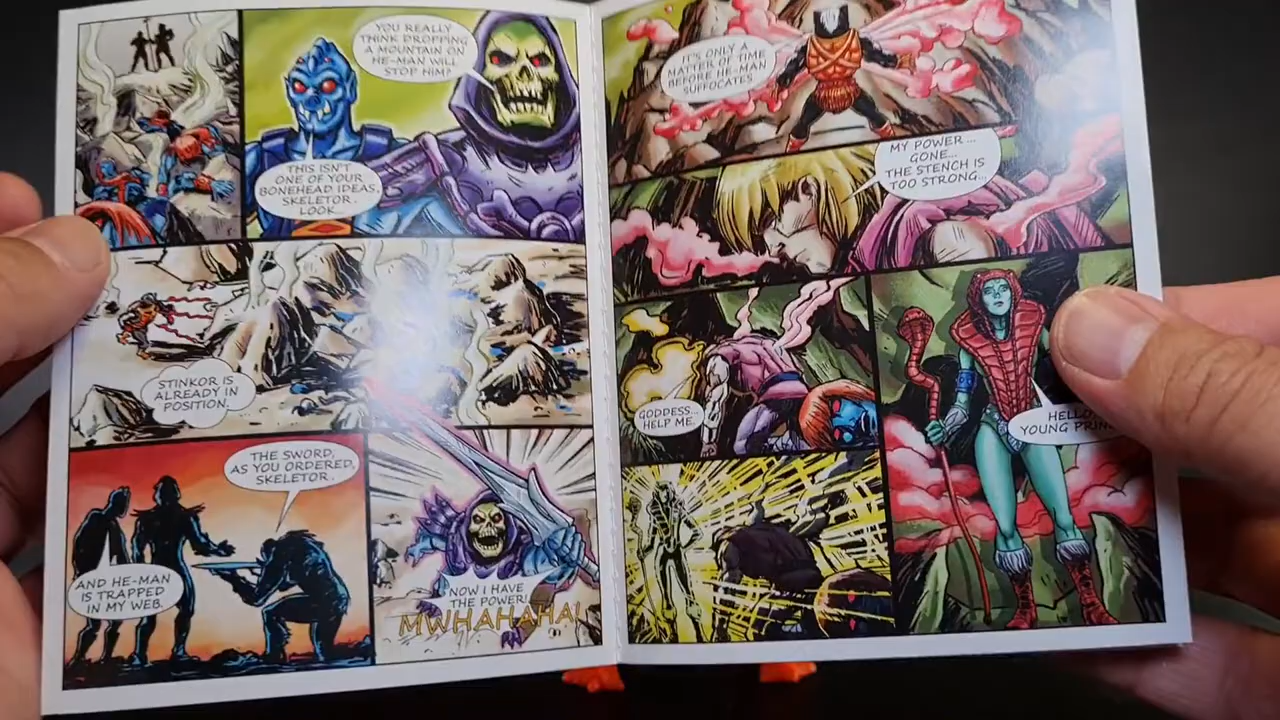 YOU REALLY
THINK DROPPING
A MOUNTAIN ON
HE-MAN WILL
STOP HIM?
THIS ISN'T
ONE OF YOUR
BONEHEAD IDEAS,
SKELETOR.
LOOK...
STINKOR IS
ALREADY IN
POSITION.
THE SWORD,
AS YOU ORDERED,
SKELETOR.
AND HE-MAN
IS TRAPPED
IN MY WEB.
NOW I HAVE
THE POWER!
MWHAHAHA!
IT'S ONLY A
MATTER OF TIME
BEFORE HE-MAN
SUFFOCATES
MY POWER...
GONE...
THE STENCH IS
TOO STRONG...
GODDESS...
HELP ME.
HELLO,
YOUNG